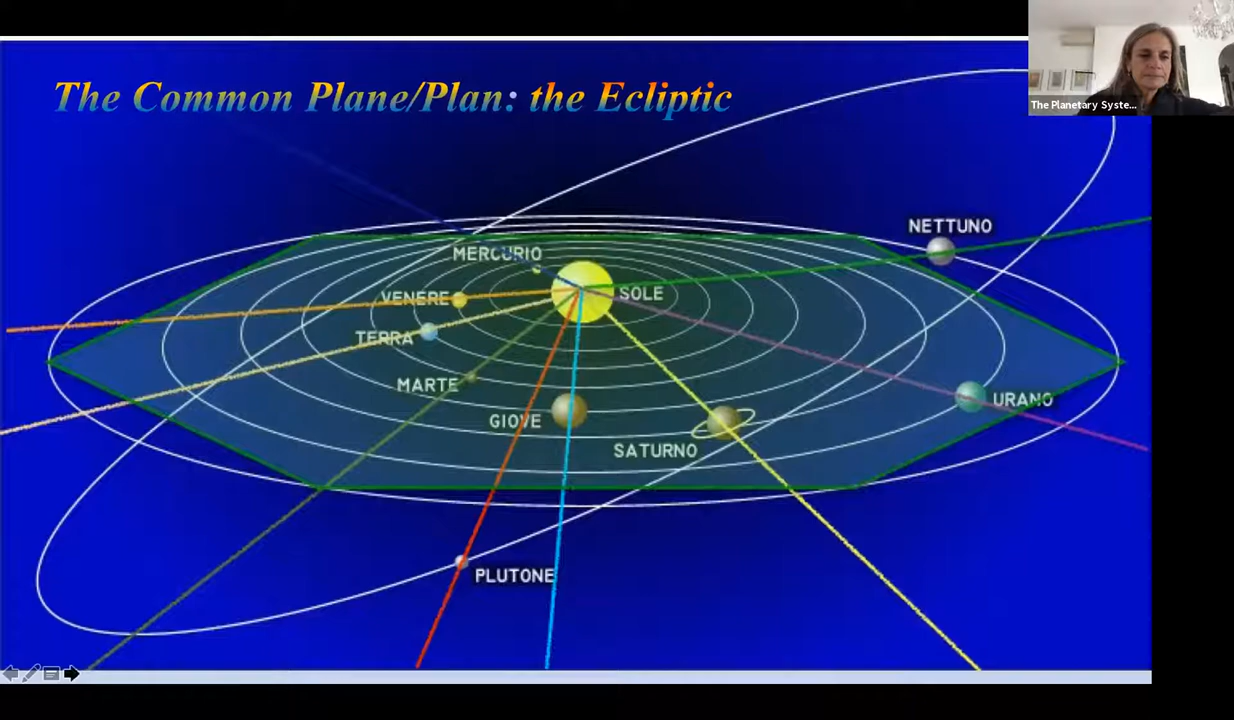 The Common Plane/Plan: the Ecliptic
The Planetary Syste...
NETTUNO
MERCURIO
SOLE
VENERE
TERRA
MARTE
URANO
GIOVE
SATURNO
PLUTONE